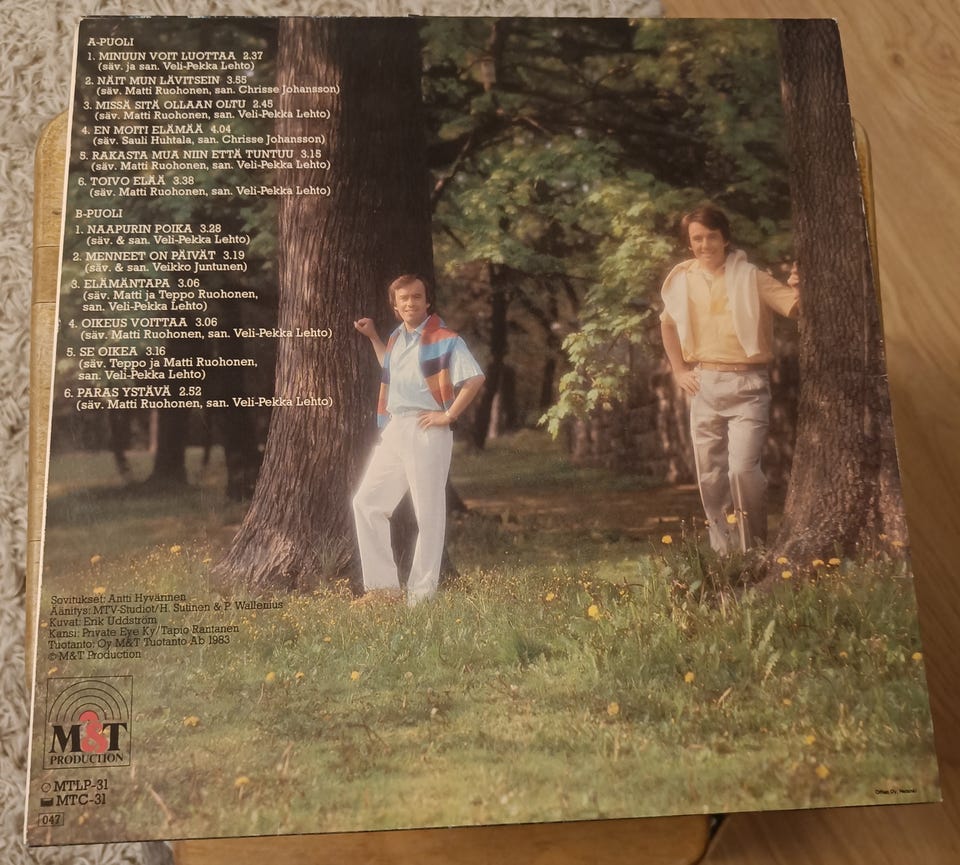 A-PUOLI
1. MINUUN VOIT LUOTTAA 2.37
(säv. ja san. Veli-Pekka Lehto)
2. NÄIT MUN LÄVITSEIN 3.55
(säv. Matti Ruohonen, san. Chrisse Johansson)
3. MISSÄ SITÄ OLLAAN OLTU 2.45
(säv. Matti Ruohonen, san. Veli-Pekka Lehto)
4. EN MOITI ELÄMÄÄ 4.04
(säv. Sauli Huhtala, san. Chrisse Johansson)
5. RAKASTA MUA NIIN ETTÄ TUNTUU 3.15
(säv. Matti Ruohonen, san. Veli-Pekka Lehto)
6. TOIVO ELÄÄ 3.38
(säv. Matti Ruohonen, san. Veli-Pekka Lehto)
B-PUOLI
1. NAAPURIN POIKA 3.28
(säv. & san. Veli-Pekka Lehto)
2. MENNEET ON PÄIVÄT 3.19
(säv. & san. Veikko Juntunen)
3. ELÄMÄNTAPA 3.06
(säv. Matti ja Teppo Ruohonen,
san. Veli-Pekka Lehto)
4. OIKEUS VOITTAA 3.06
(säv. Matti Ruohonen, san. Veli-Pekka Lehto)
5. SE OIKEA 3.16
(säv. Teppo ja Matti Ruohonen,
san. Veli-Pekka Lehto)
6. PARAS YSTÄVÄ 2.52
(säv. Matti Ruohonen, san. Veli-Pekka Lehto)
Sovitukset: Antti Hyvärinen
Äänitys: MTV-Studiot/H. Sutinen & P. Wallenius
Kuvat: Erik Uddström
Kansi: Private Eye Ky/Tapio Rantanen
Tuotanto: Oy M&T Tuotanto Ab 1983
© M&T Production
M&T
PRODUCTION
MTLP-31
MTC-31
047
Offset Oy, Helsinki